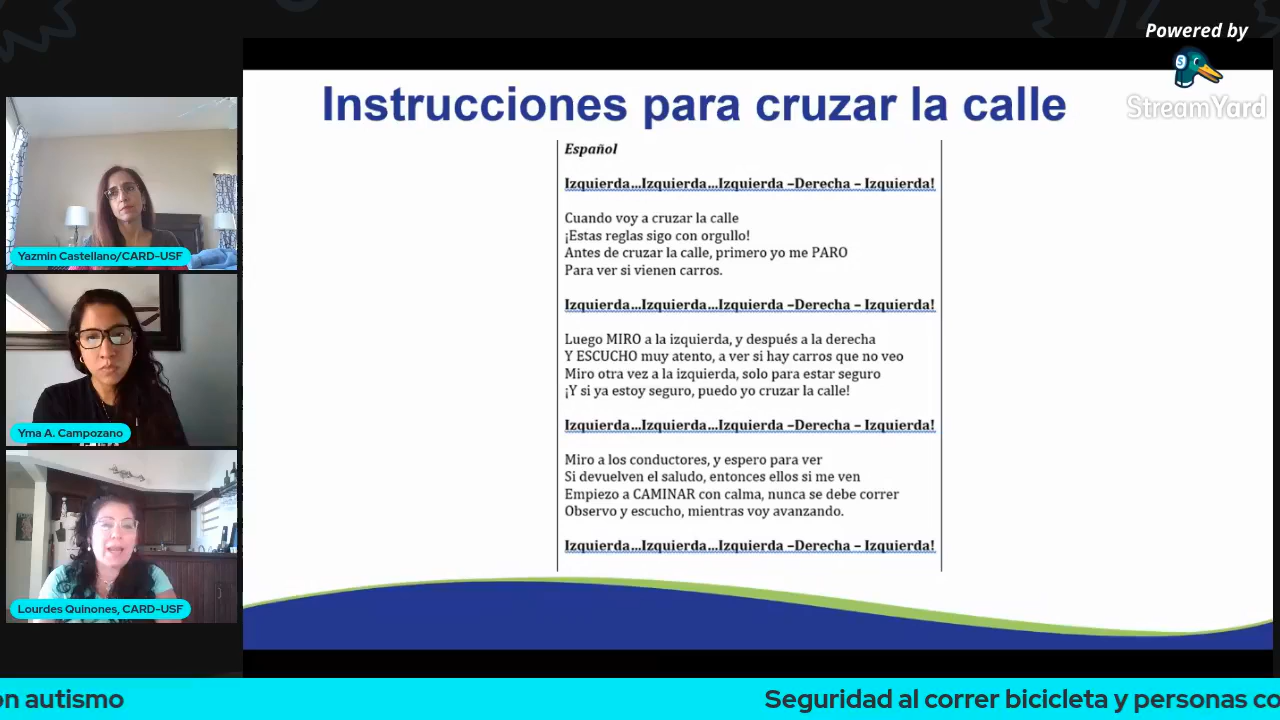 Powered by
StreamYard
Instrucciones para cruzar la calle
Español
Izquierda...Izquierda...Izquierda –Derecha – Izquierda!
Cuando voy a cruzar la calle
¡Estas reglas sigo con orgullo!
Antes de cruzar la calle, primero yo me PARO
Para ver si vienen carros.
Izquierda...Izquierda...Izquierda –Derecha – Izquierda!
Luego MIRO a la izquierda, y después a la derecha
Y ESCUCHO muy atento, a ver si hay carros que no veo
Miro otra vez a la izquierda, solo para estar seguro
¡Y si ya estoy seguro, puedo yo cruzar la calle!
Izquierda...Izquierda...Izquierda –Derecha – Izquierda!
Miro a los conductores, y espero para ver
Si devuelven el saludo, entonces ellos si me ven
Empiezo a CAMINAR con calma, nunca se debe correr
Observo y escucho, mientras voy avanzando.
Izquierda...Izquierda...Izquierda –Derecha – Izquierda!
Yazmín Castellano/CARD-USF
Yma A. Campozano
Lourdes Quinones, CARD-USF
on autismo
Seguridad al correr bicicleta y personas co